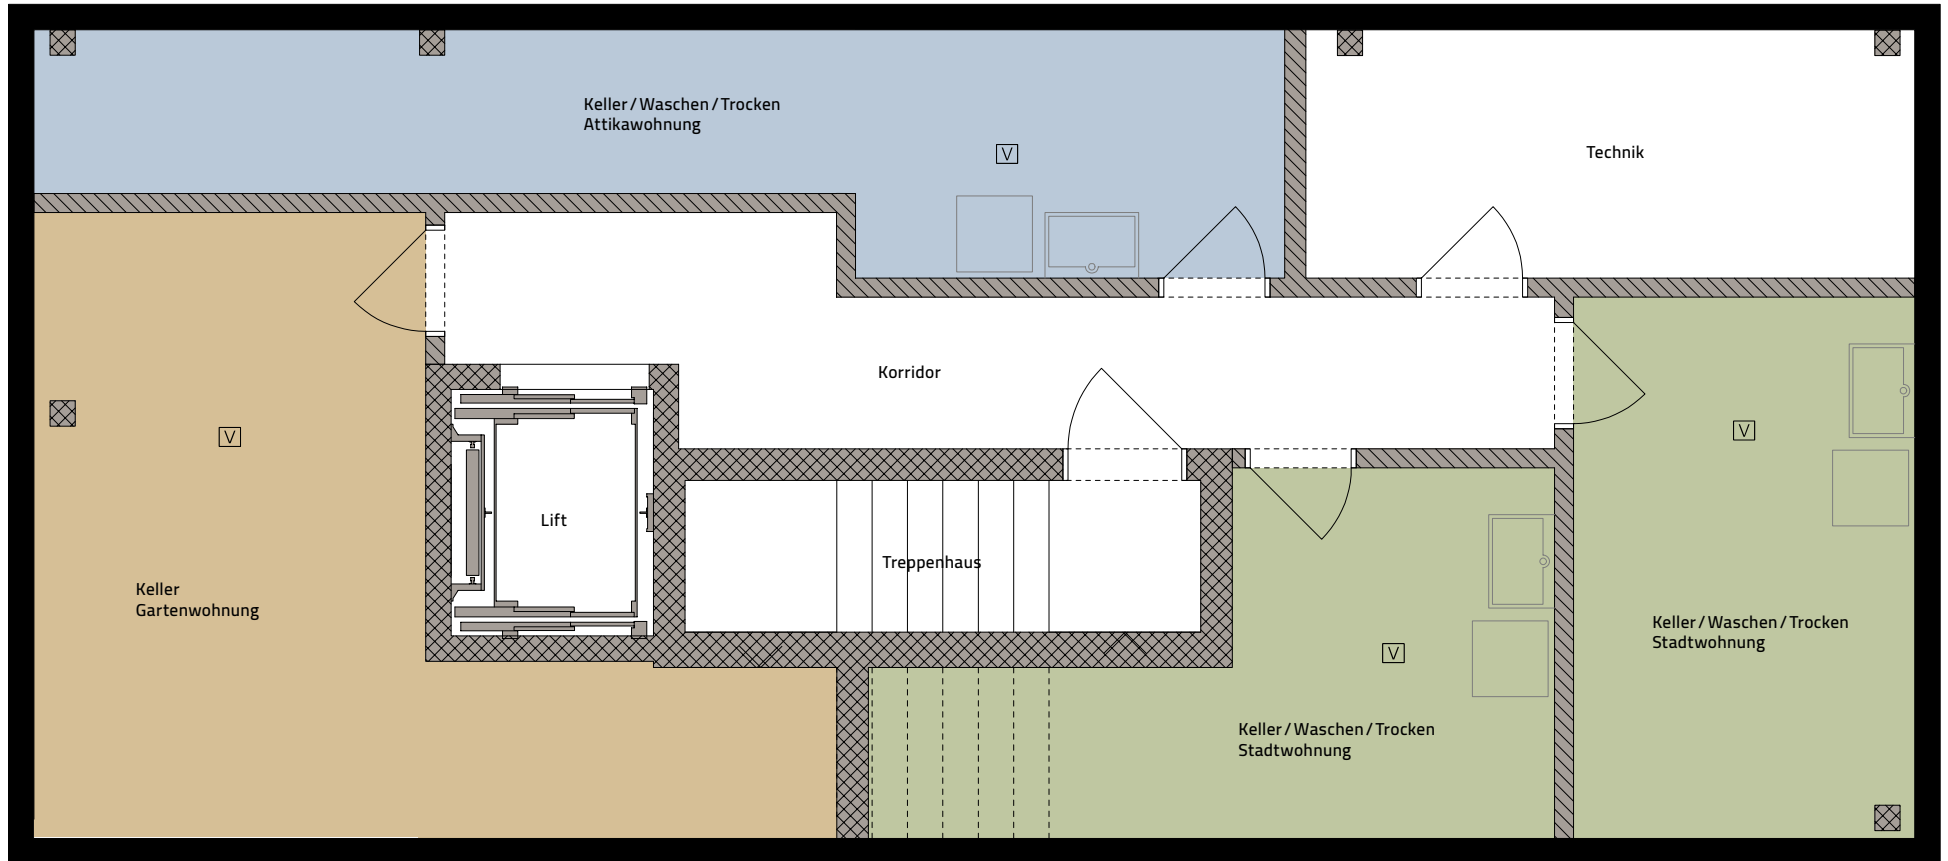 Keller / Waschen / Trocken
Attikawohnung
V
Technik
Korridor
V
V
Lift
Treppenhaus
Keller
Gartenwohnung
Keller / Waschen / Trocken
Stadtwohnung
V
Keller / Waschen / Trocken
Stadtwohnung